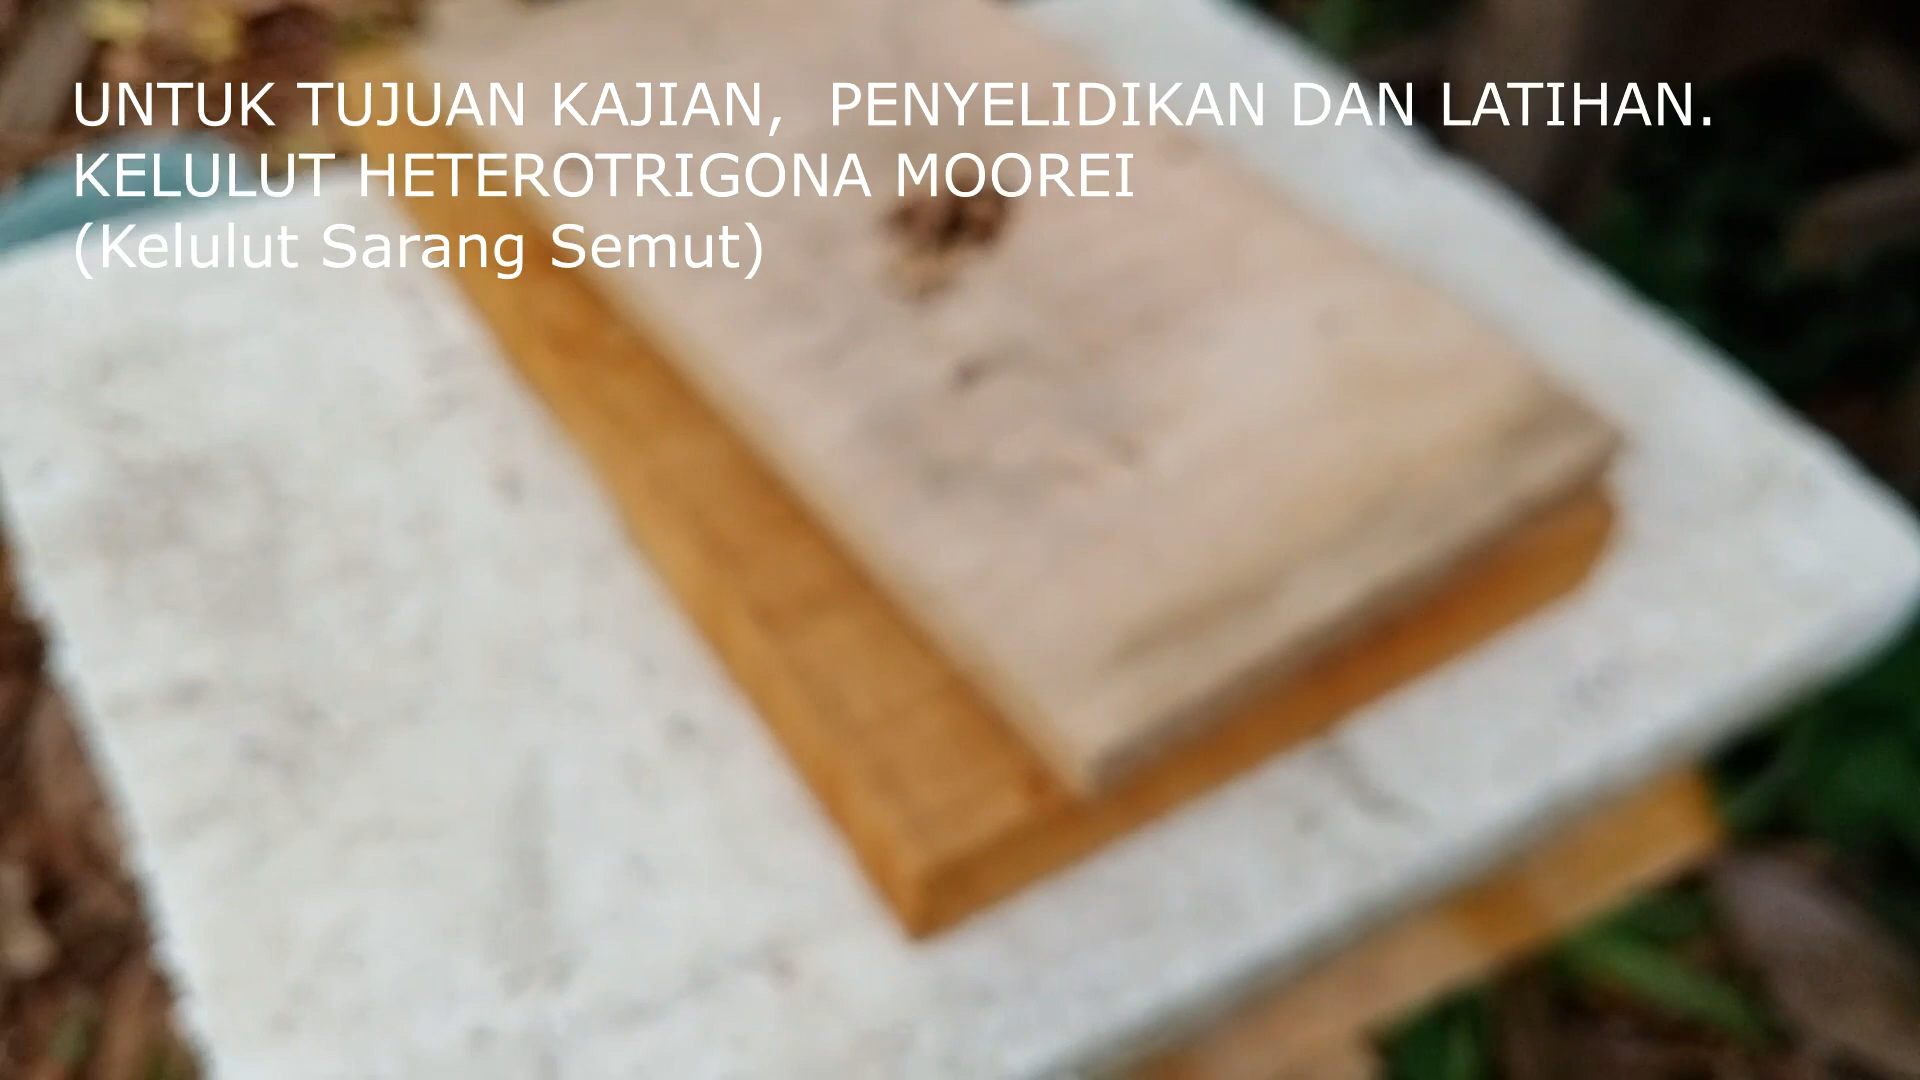 UNTUK TUJUAN KAJIAN,  PENYELIDIKAN DAN LATIHAN.
KELULUT HETEROTRIGONA MOOREI
(Kelulut Sarang Semut)